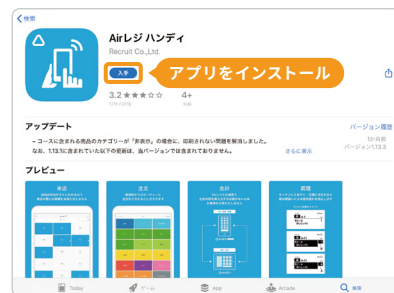 検索
Airレジ ハンディ
Recruit Co.,Ltd.
入手
アプリをインストール
3.2★★★☆☆
4+
アップデート
バージョン履歴
- コースに含まれる商品のカテゴリーが「非表示」の場合に、印刷されない問題を解消しました。
なお、1.13.1に含まれていた以下の更新は、当バージョンでは含まれておりません。
さらに表示
1か月前
バージョン1.13.3
プレビュー
来店
注文
会計
調理
Today
ゲーム
App
Arcade
検索